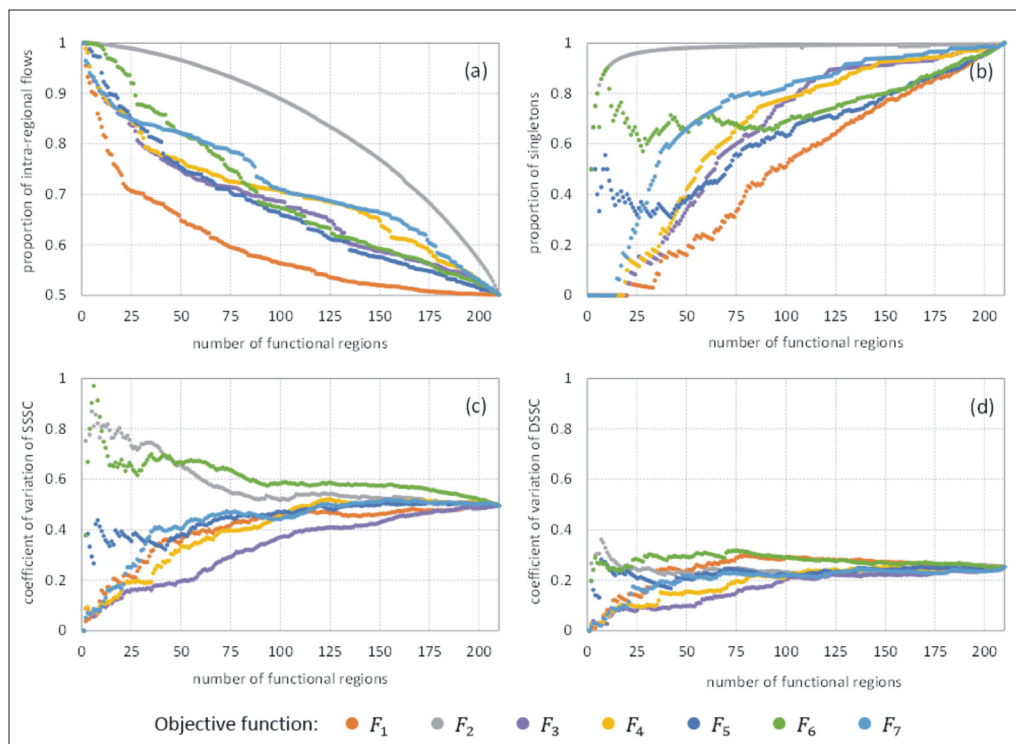 (a)
proportion of intra-regional flows
1
0.9
0.8
0.7
0.6
0.5
0 25 50 75 100 125 150 175 200
number of functional regions
(b)
proportion of singletons
1
0.8
0.6
0.4
0.2
0
0 25 50 75 100 125 150 175 200
number of functional regions
(c)
coefficient of variation of SSSC
1
0.8
0.6
0.4
0.2
0
0 25 50 75 100 125 150 175 200
number of functional regions
(d)
coefficient of variation of DSSC
1
0.8
0.6
0.4
0.2
0
0 25 50 75 100 125 150 175 200
number of functional regions
Objective function: F₁ F₂ F₃ F₄ F₅ F₆ F₇